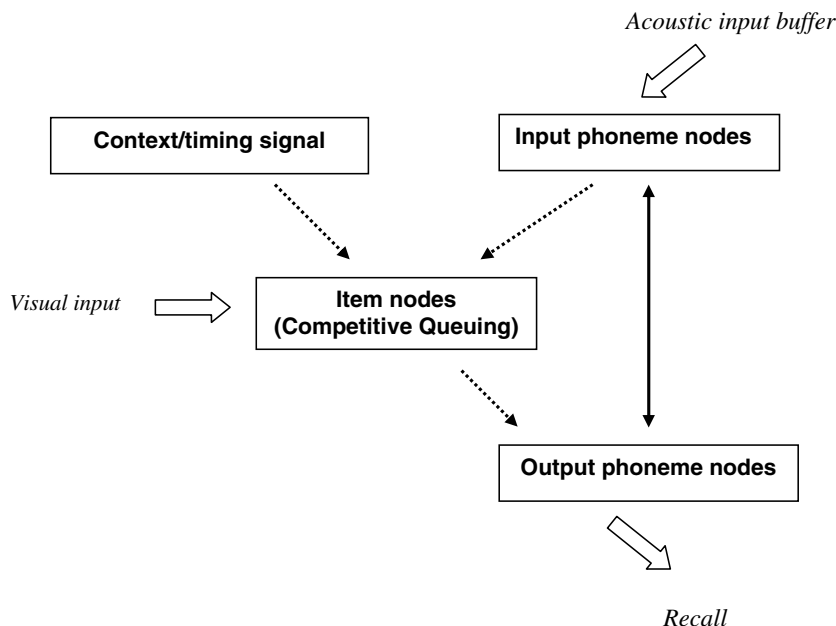 Acoustic input buffer
Context/timing signal
Input phoneme nodes
Visual input
Item nodes
(Competitive Queuing)
Output phoneme nodes
Recall